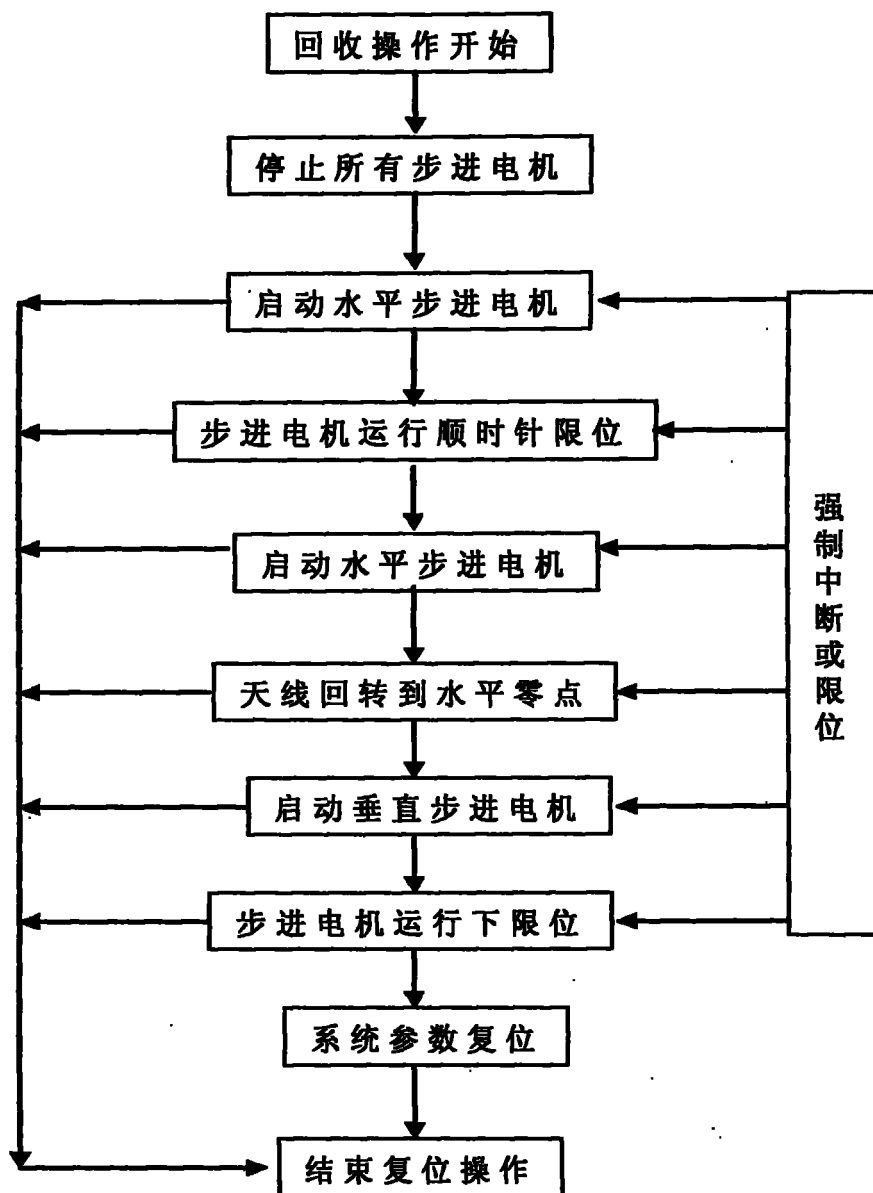 回收操作开始
停止所有步进电机
启动水平步进电机
步进电机运行顺时针限位
启动水平步进电机
天线回转到水平零点
启动垂直步进电机
步进电机运行下限位
系统参数复位
结束复位操作
强制中断或限位